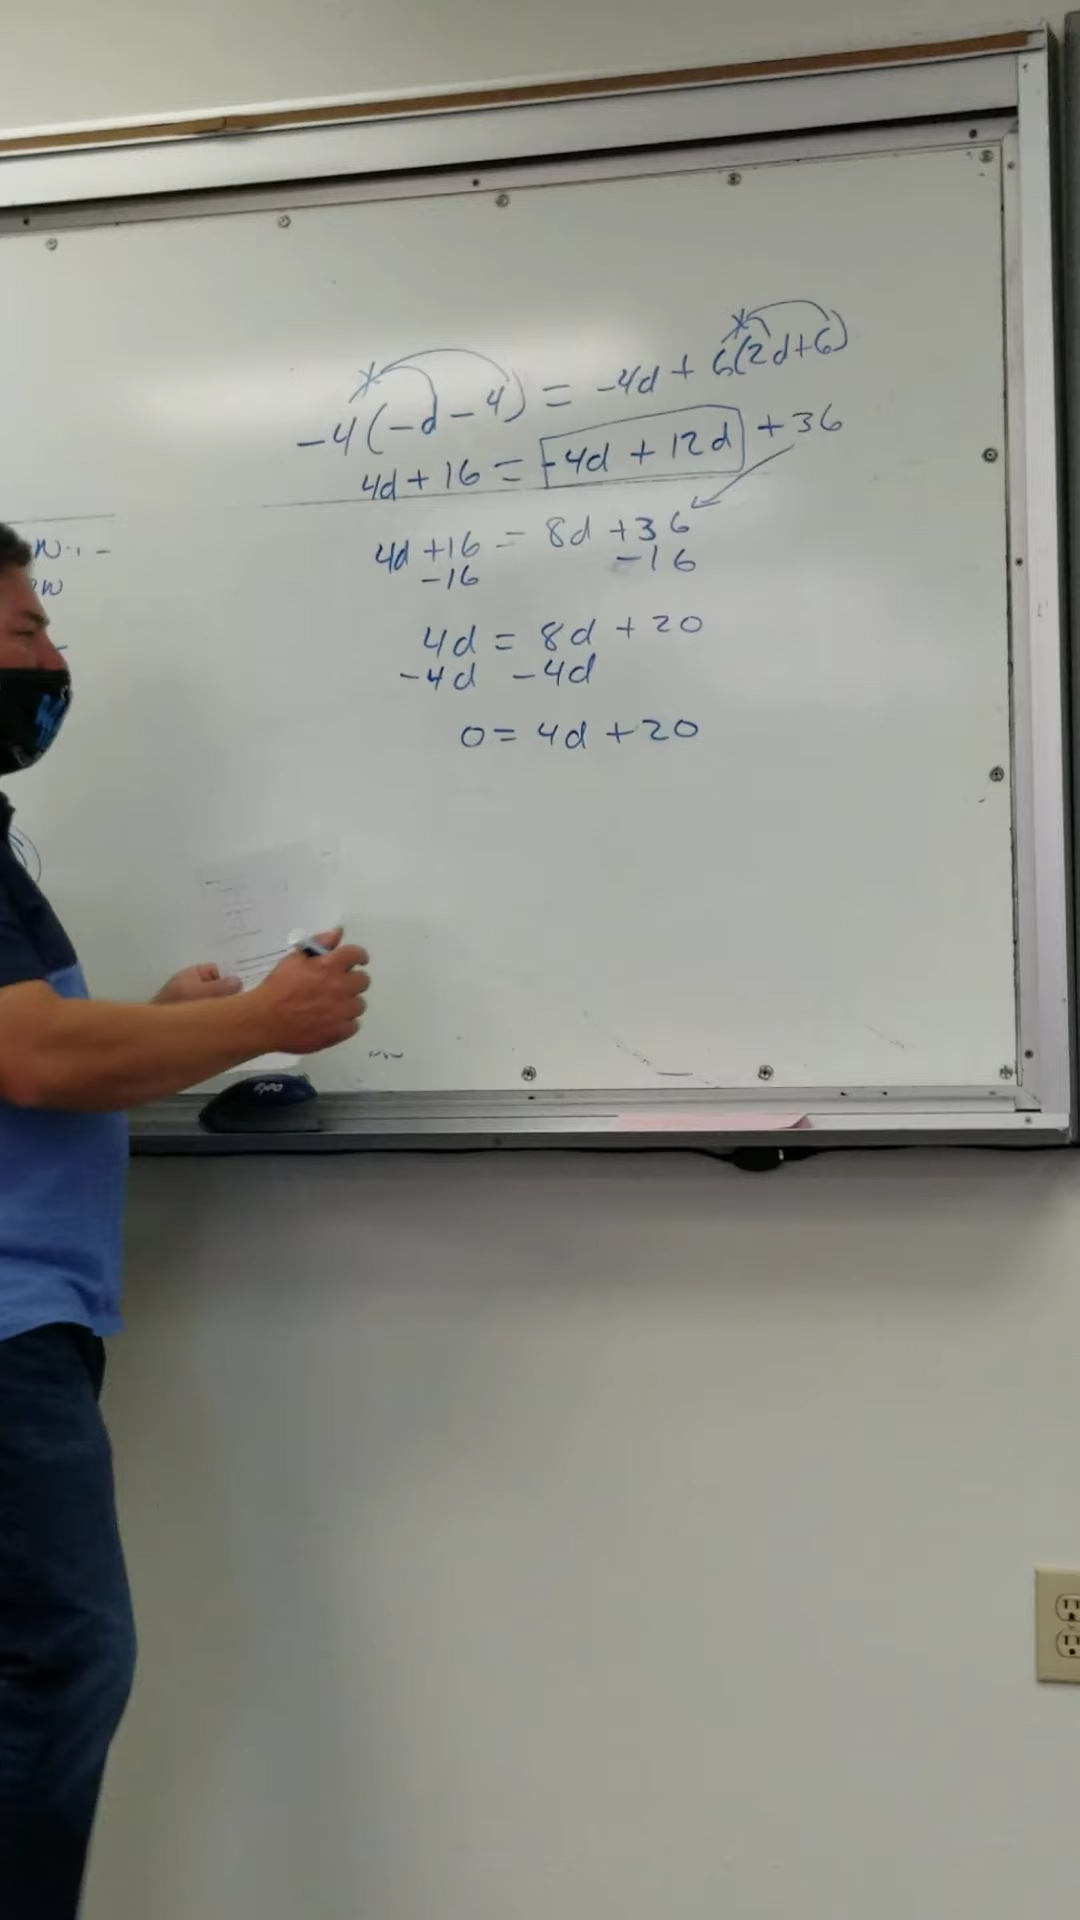 -4(-d-4) = -4d + 6(2d+6)
4d+16 = -4d + 12d +36
4d +16 = 8d +36
-16 -16
4d = 8d + 20
-4d -4d
0 = 4d + 20
EXPO